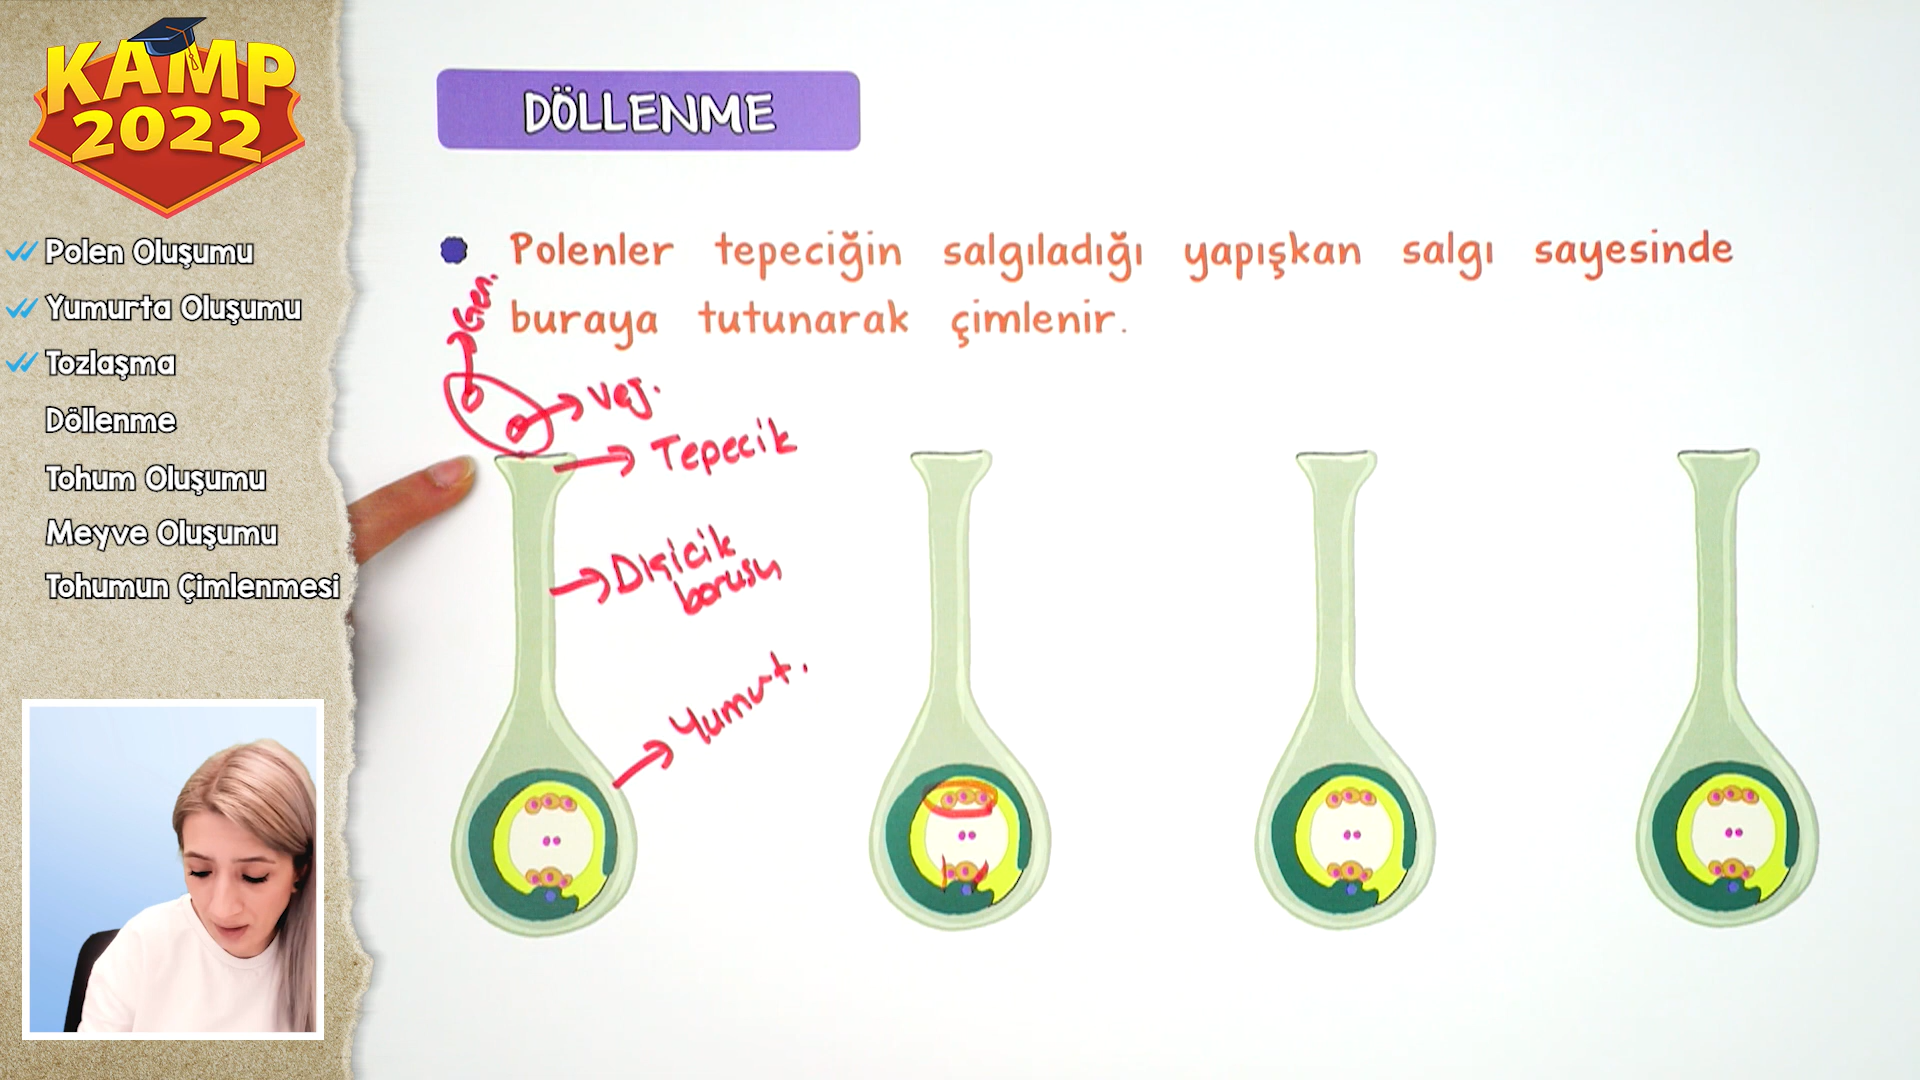 KAMP
2022
Polen Oluşumu
Yumurta Oluşumu
Tozlaşma
Döllenme
Tohum Oluşumu
Meyve Oluşumu
Tohumun Çimlenmesi
DÖLLENME
Polenler tepeciğin salgıladığı yapışkan salgı sayesinde
buraya tutunarak çimlenir.
Gen.
Vej.
Tepecik
Dişicik
borusu
Yumurt.